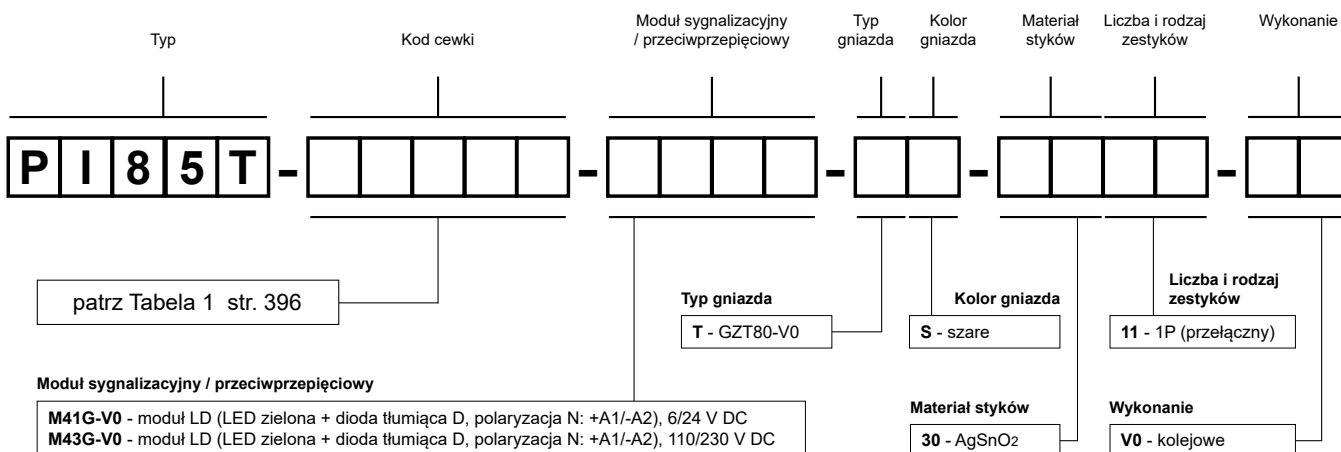 Typ
Kod cewki
Moduł sygnalizacyjny
/ przeciwprzepięciowy
Typ
gniazda
Kolor
gniazda
Materiał
styków
Liczba i rodzaj
zestyków
Wykonanie
P I 8 5 T - - - - -
patrz Tabela 1 str. 396
Typ gniazda
T - GZT80-V0
Kolor gniazda
S - szare
Liczba i rodzaj
zestyków
11 - 1P (przełączny)
Moduł sygnalizacyjny / przeciwprzepięciowy
M41G-V0 - moduł LD (LED zielona + dioda tłumiąca D, polaryzacja N: +A1/-A2), 6/24 V DC
M43G-V0 - moduł LD (LED zielona + dioda tłumiąca D, polaryzacja N: +A1/-A2), 110/230 V DC
Materiał styków
30 - AgSnO2
Wykonanie
V0 - kolejowe